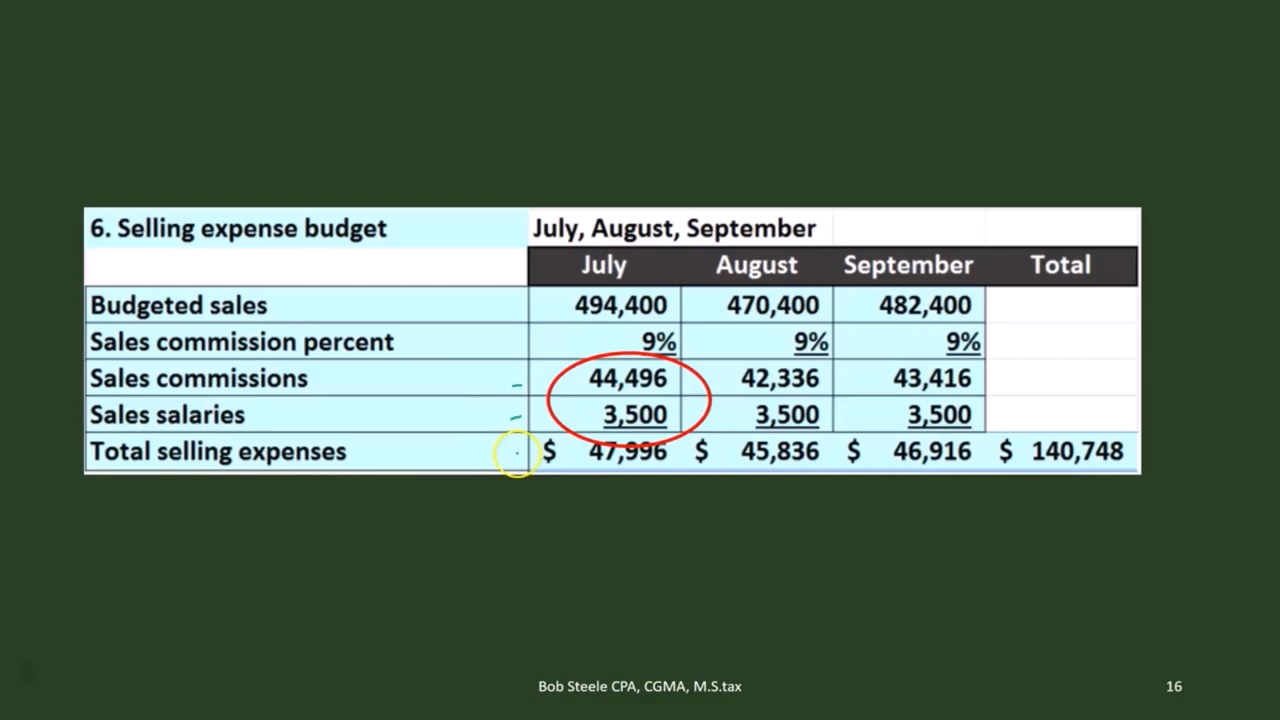 6. Selling expense budget July, August, September
July August September Total
Budgeted sales 494,400 470,400 482,400
Sales commission percent 9% 9% 9%
Sales commissions 44,496 42,336 43,416
Sales salaries 3,500 3,500 3,500
Total selling expenses $ 47,996 $ 45,836 $ 46,916 $ 140,748
Bob Steele CPA, CGMA, M.S.tax 16